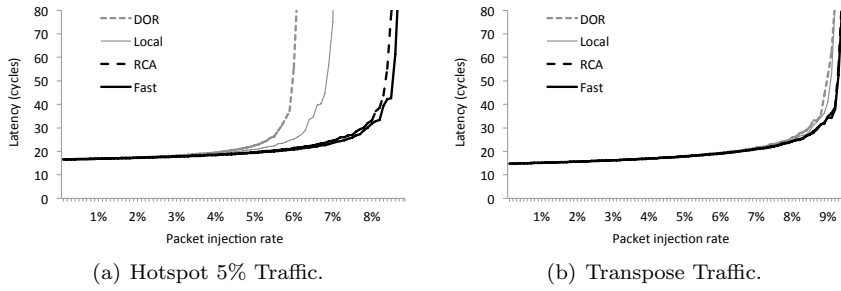 80
70
60
50
40
30
20
10
0
Latency (cycles)
DOR
Local
RCA
Fast
1% 2% 3% 4% 5% 6% 7% 8%
Packet injection rate
(a) Hotspot 5% Traffic.
80
70
60
50
40
30
20
10
0
Latency (cycles)
DOR
Local
RCA
Fast
1% 2% 3% 4% 5% 6% 7% 8% 9%
Packet injection rate
(b) Transpose Traffic.